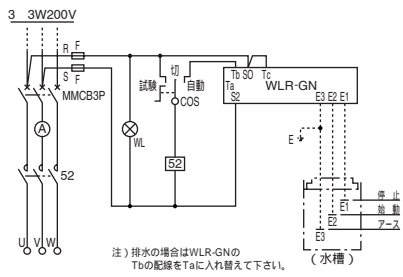 3 3W200V
R F
S F
MMCB3P
A
52
U V W
WL
試験
切
自動
COS
52
Tb SO Tc
Ta
WLR-GN
S2
E3 E2 E1
E
停止
E1
始動
E2
アース
E3
(水槽)
注)排水の場合はWLR-GNの
Tbの配線をTaに入れ替えて下さい。